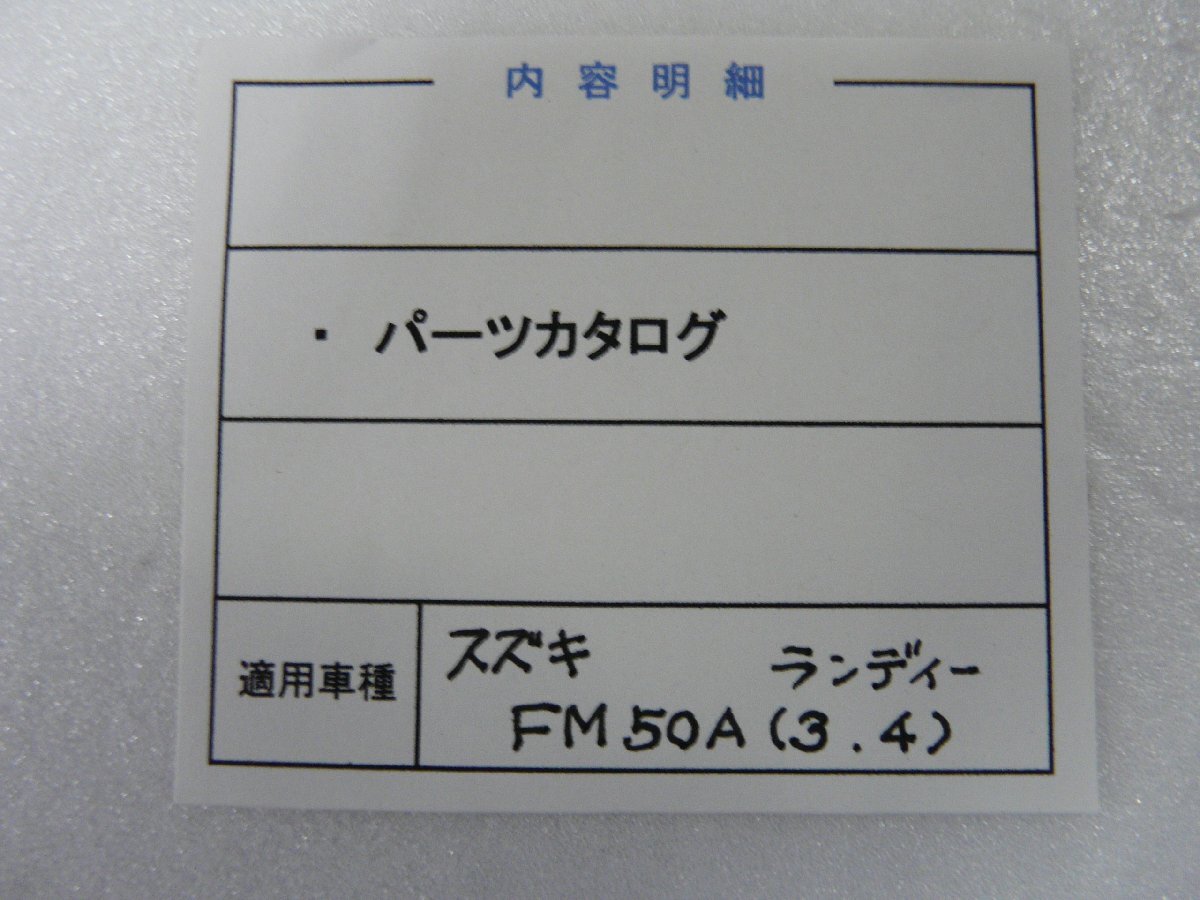 内容明細
・ パーツカタログ
適用車種
スズキ ランディー
FM50A(3.4)